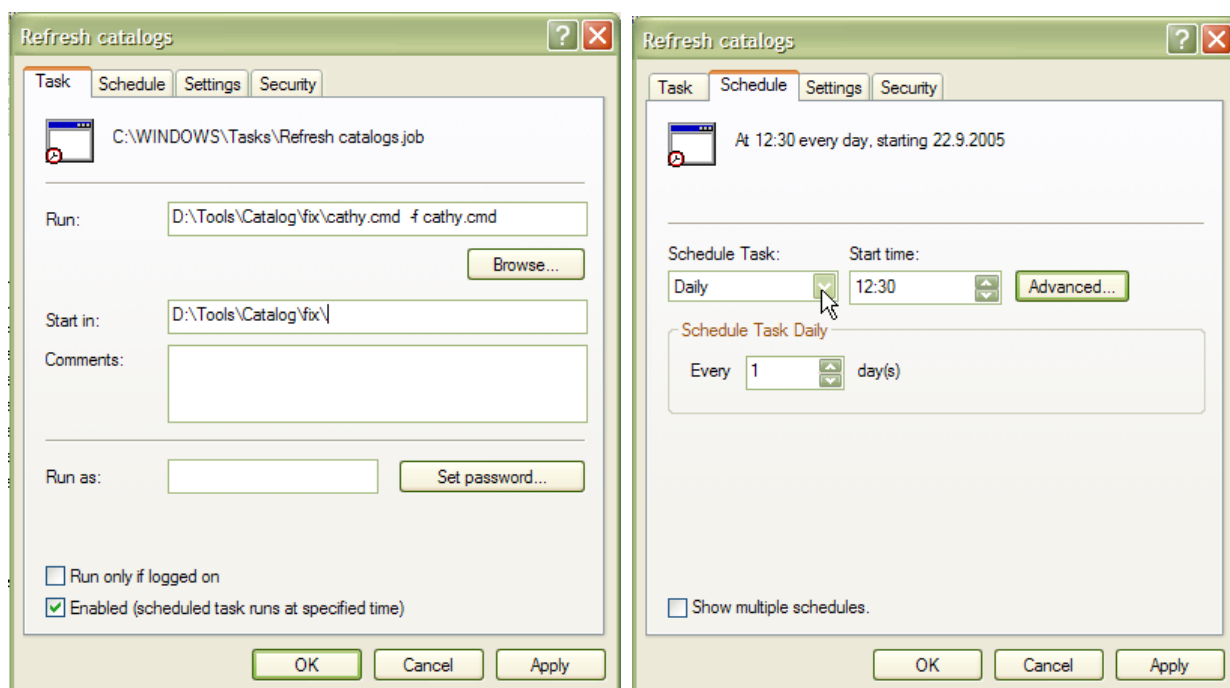 Refresh catalogs
Task Schedule Settings Security
C:\WINDOWS\Tasks\Refresh catalogs.job
Run: D:\Tools\Catalog\fix\cathy.cmd -f cathy.cmd
Browse...
Start in: D:\Tools\Catalog\fix\
Comments:
Run as: Set password...
Run only if logged on
Enabled (scheduled task runs at specified time)
OK Cancel Apply
Refresh catalogs
Task Schedule Settings Security
At 12:30 every day, starting 22.9.2005
Schedule Task: Start time:
Daily 12:30 Advanced...
Schedule Task Daily
Every 1 day(s)
Show multiple schedules.
OK Cancel Apply